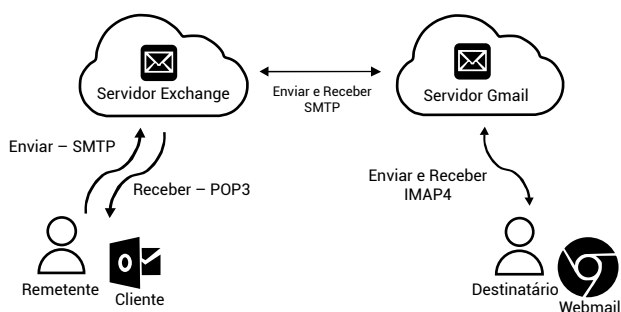 Servidor Exchange
Enviar e Receber
SMTP
Servidor Gmail
Enviar – SMTP
Receber – POP3
Enviar e Receber
IMAP4
Remetente
Cliente
Destinatário
Webmail